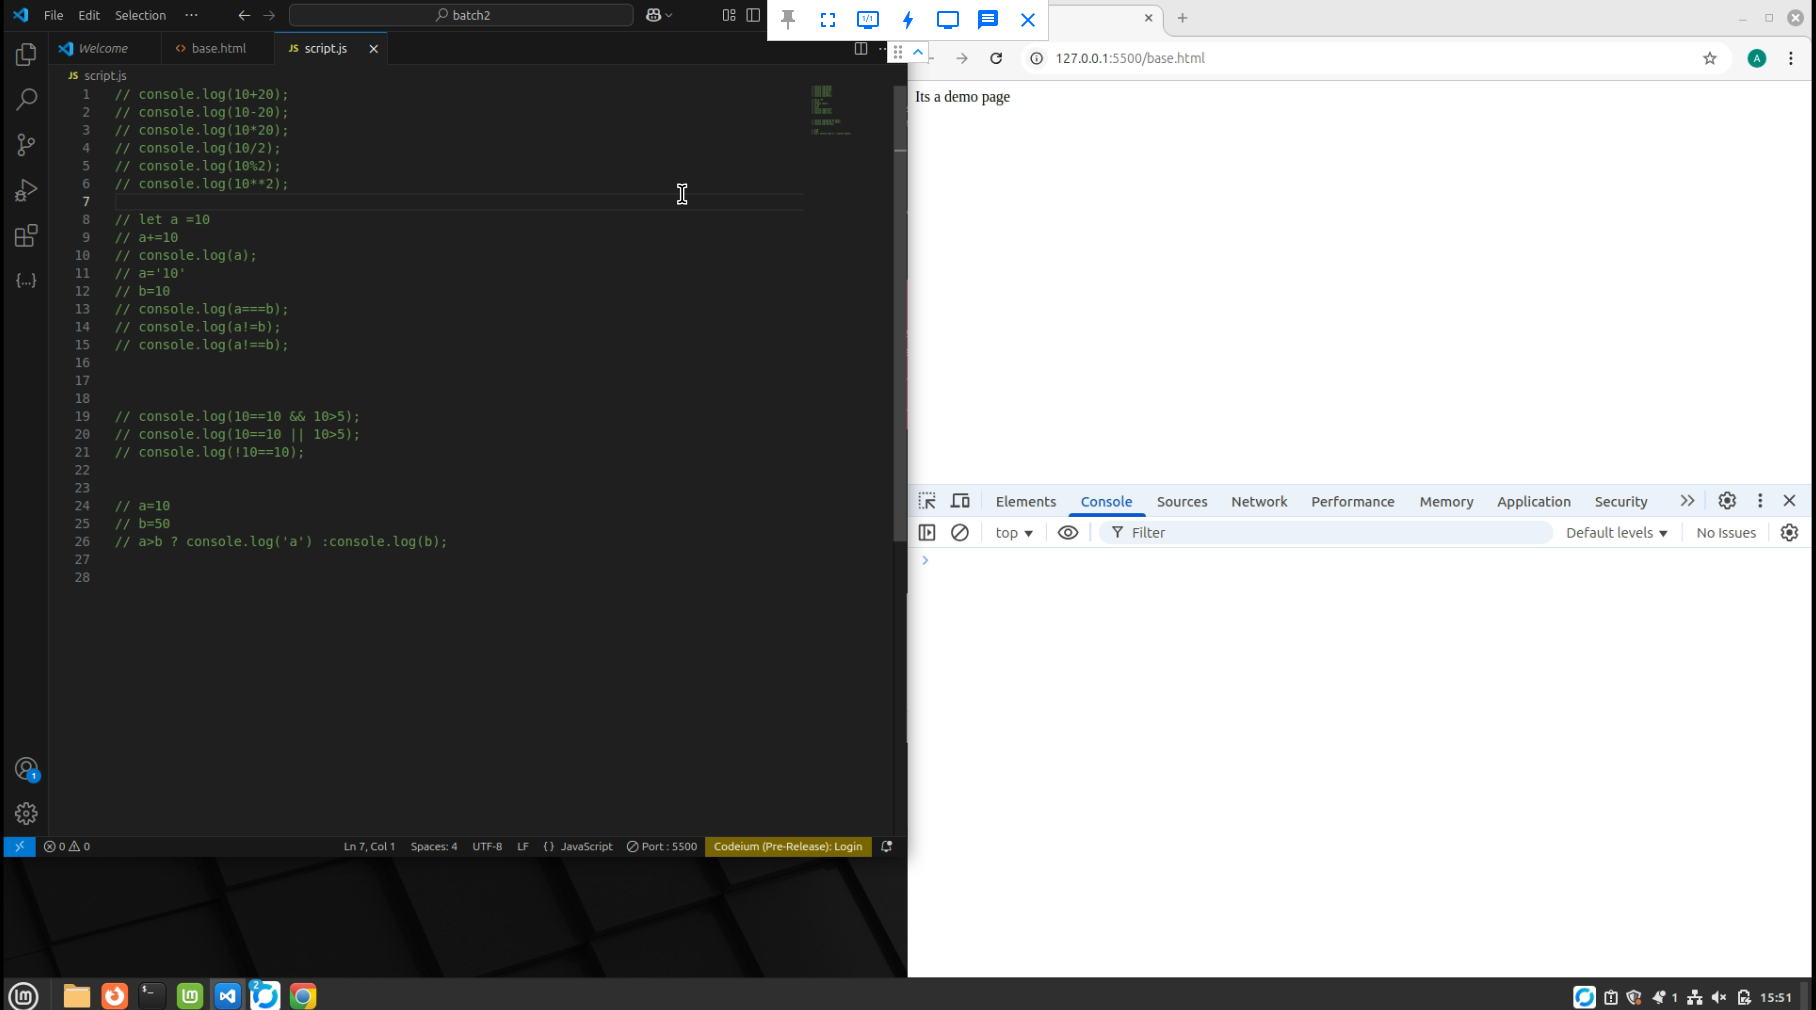 File Edit Selection ··· batch2
Welcome base.html JS script.js
JS script.js
1 // console.log(10+20);
2 // console.log(10-20);
3 // console.log(10*20);
4 // console.log(10/2);
5 // console.log(10%2);
6 // console.log(10**2);
7
8 // let a =10
9 // a+=10
10 // console.log(a);
11 // a='10'
12 // b=10
13 // console.log(a===b);
14 // console.log(a!=b);
15 // console.log(a!==b);
16
17
18
19 // console.log(10==10 && 10>5);
20 // console.log(10==10 || 10>5);
21 // console.log(!10==10);
22
23
24 // a=10
25 // b=50
26 // a>b ? console.log('a') :console.log(b);
27
28
1
0 0 Ln 7, Col 1 Spaces: 4 UTF-8 LF {} JavaScript Port : 5500 Codeium (Pre-Release): Login
1/1
127.0.0.1:5500/base.html A
Its a demo page
Elements Console Sources Network Performance Memory Application Security
top Filter Default levels No Issues
2
1 15:51